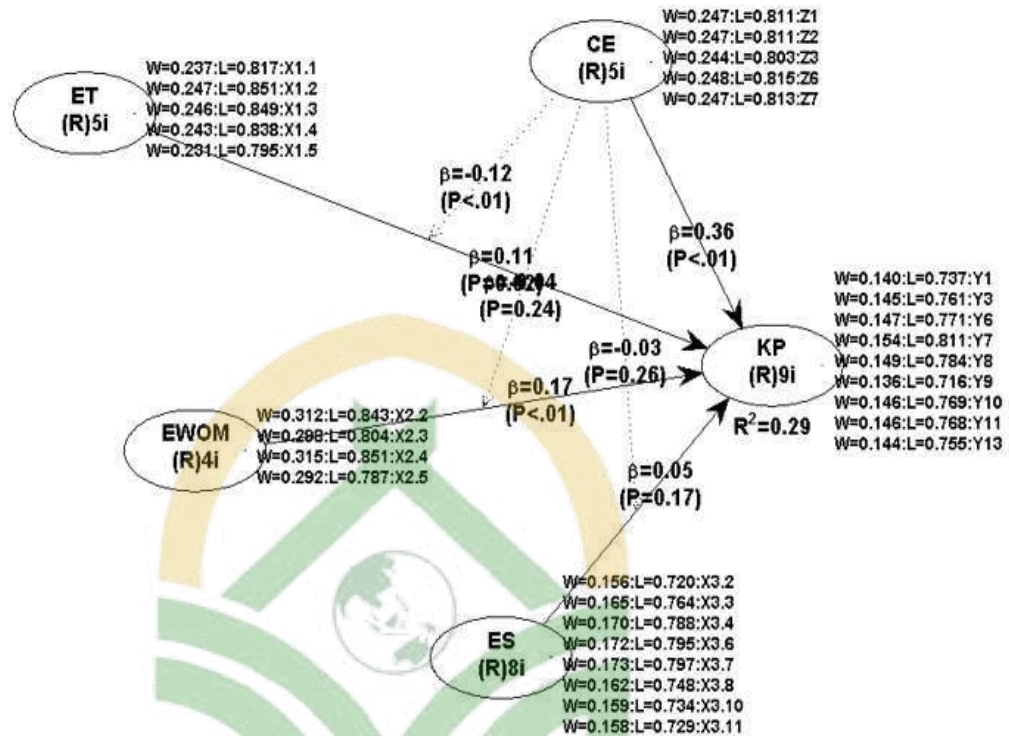 W=0.247:L=0.811:Z1
W=0.247:L=0.811:Z2
W=0.244:L=0.803:Z3
W=0.248:L=0.815:Z6
W=0.247:L=0.813:Z7
CE
(R)5i
W=0.237:L=0.817:X1.1
W=0.247:L=0.851:X1.2
W=0.246:L=0.849:X1.3
W=0.243:L=0.838:X1.4
W=0.231:L=0.795:X1.5
ET
(R)5i
β=-0.12
(P<.01)
β=0.36
(P<.01)
β=0.11
(P=0.24)
W=0.140:L=0.737:Y1
W=0.145:L=0.761:Y3
W=0.147:L=0.771:Y6
W=0.154:L=0.811:Y7
W=0.149:L=0.784:Y8
W=0.136:L=0.716:Y9
W=0.146:L=0.769:Y10
W=0.146:L=0.768:Y11
W=0.144:L=0.755:Y13
KP
(R)9i
R²=0.29
β=-0.03
(P=0.26)
β=0.17
(P<.01)
W=0.312:L=0.843:X2.2
W=0.298:L=0.804:X2.3
W=0.315:L=0.851:X2.4
W=0.292:L=0.787:X2.5
EWOM
(R)4i
β=0.05
(P=0.17)
W=0.156:L=0.720:X3.2
W=0.165:L=0.764:X3.3
W=0.170:L=0.788:X3.4
W=0.172:L=0.795:X3.6
W=0.173:L=0.797:X3.7
W=0.162:L=0.748:X3.8
W=0.159:L=0.734:X3.10
W=0.158:L=0.729:X3.11
ES
(R)8i